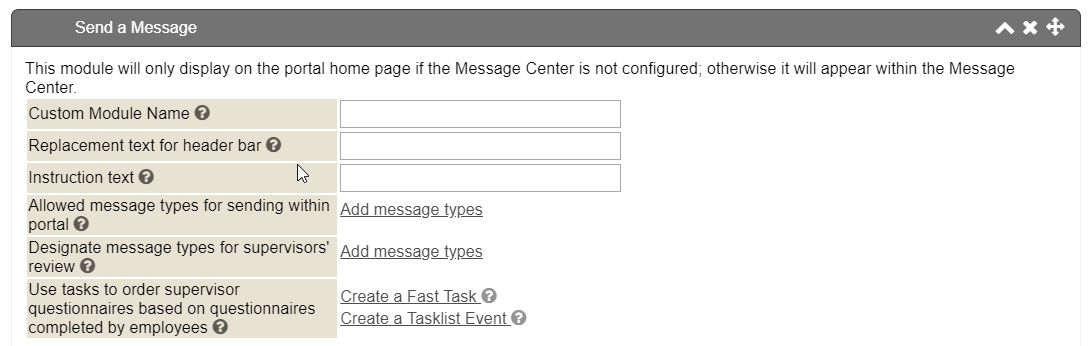 Send a Message
This module will only display on the portal home page if the Message Center is not configured; otherwise it will appear within the Message
Center.
Custom Module Name
Replacement text for header bar
Instruction text
Allowed message types for sending within
portal
Add message types
Designate message types for supervisors'
review
Add message types
Use tasks to order supervisor
questionnaires based on questionnaires
completed by employees
Create a Fast Task
Create a Tasklist Event